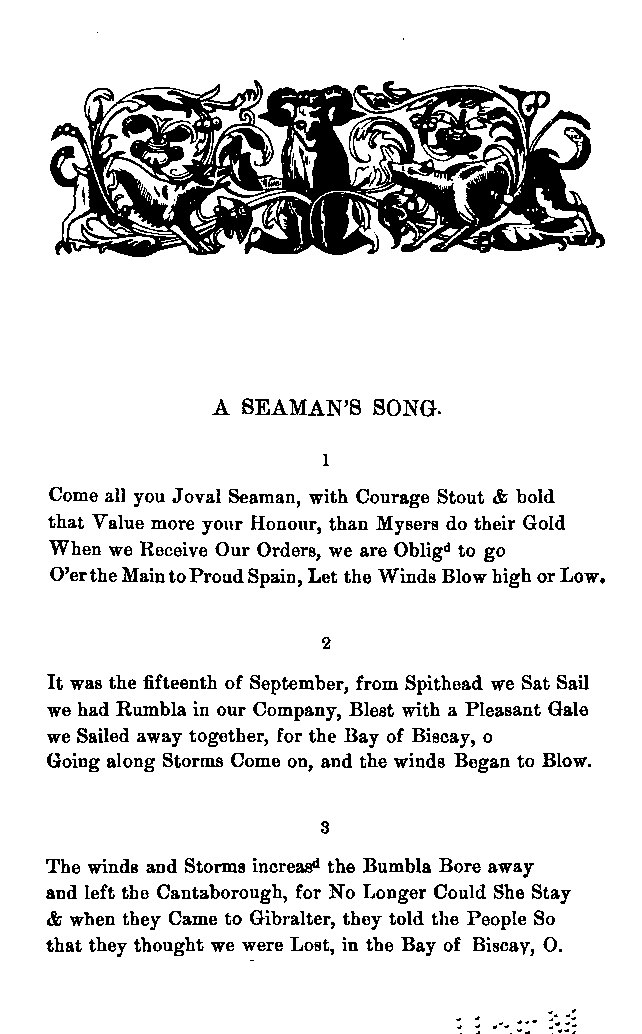 A SEAMAN'S SONG.
1
Come all you Joval Seaman, with Courage Stout & bold
that Value more your Honour, than Mysers do their Gold
When we Receive Our Orders, we are Obligᵈ to go
O'er the Main to Proud Spain, Let the Winds Blow high or Low.
2
It was the fifteenth of September, from Spithead we Sat Sail
we had Rumbla in our Company, Blest with a Pleasant Gale
we Sailed away together, for the Bay of Biscay, o
Going along Storms Come on, and the winds Began to Blow.
3
The winds and Storms increasᵈ the Bumbla Bore away
and left the Cantaborough, for No Longer Could She Stay
& when they Came to Gibralter, they told the People So
that they thought we were Lost, in the Bay of Biscay, O.